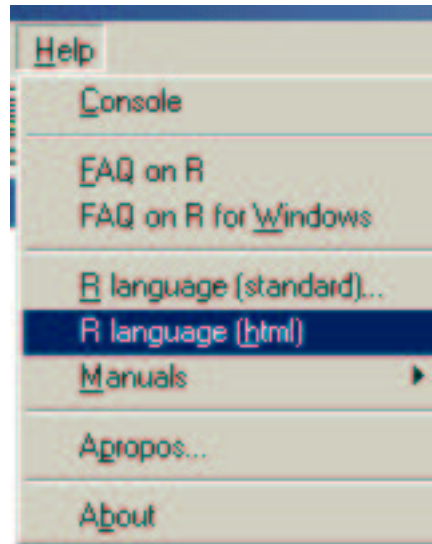 Help
Console
FAQ on R
FAQ on R for Windows
R language (standard)...
R language (html)
Manuals
Apropos...
About